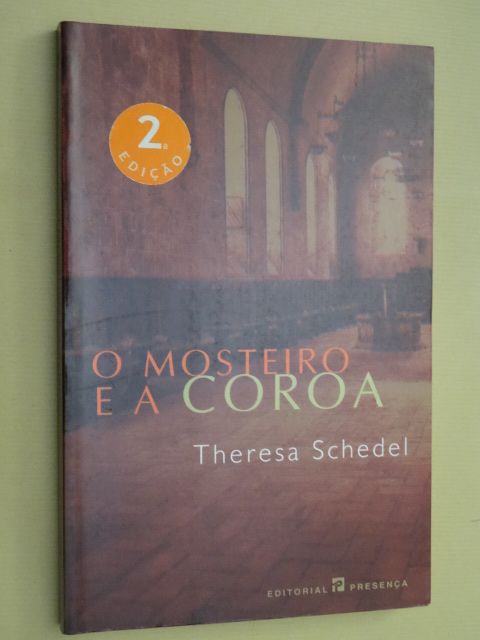 2.ª
EDIÇÃO
O MOSTEIRO
E A COROA
Theresa Schedel
EDITORIAL PRESENÇA